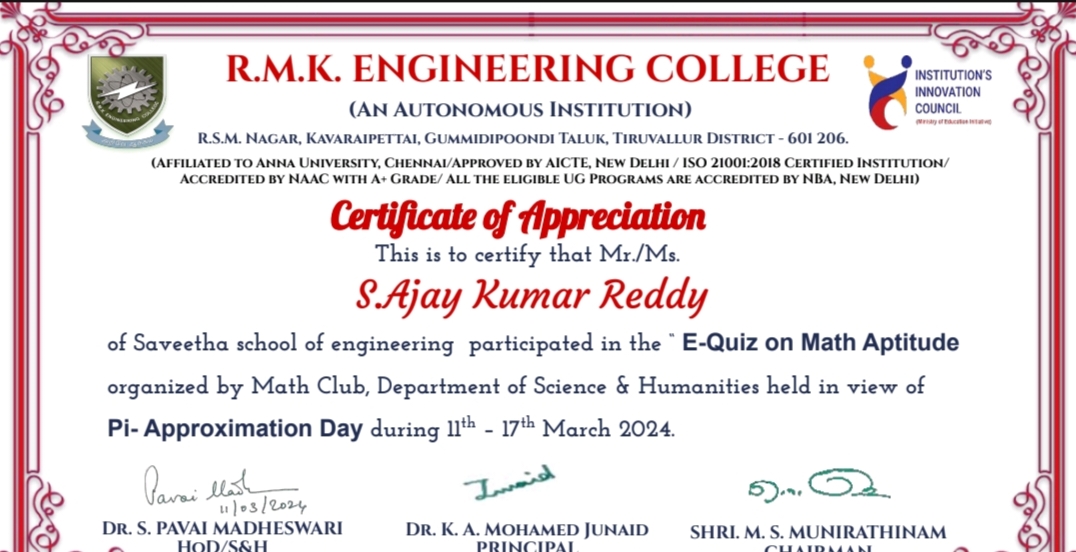 R.M.K. ENGINEERING COLLEGE
(AN AUTONOMOUS INSTITUTION)
R.S.M. NAGAR, KAVARAIPETTAI, GUMMIDIPOONDI TALUK, TIRUVALLUR DISTRICT - 601 206.
(AFFILIATED TO ANNA UNIVERSITY, CHENNAI/APPROVED BY AICTE, NEW DELHI / ISO 21001:2018 CERTIFIED INSTITUTION/
ACCREDITED BY NAAC WITH A+ GRADE/ ALL THE ELIGIBLE UG PROGRAMS ARE ACCREDITED BY NBA, NEW DELHI)
R.M.K. ENGINEERING COLLEGE
INSTITUTION'S
INNOVATION
COUNCIL
(Ministry of Education Initiative)
Certificate of Appreciation
This is to certify that Mr./Ms.
S.Ajay Kumar Reddy
of Saveetha school of engineering participated in the " E-Quiz on Math Aptitude
organized by Math Club, Department of Science & Humanities held in view of
Pi- Approximation Day during 11th - 17th March 2024.
Pavai Madh
11/03/2024
Junaid
DR. S. PAVAI MADHESWARI
HOD/S&H
DR. K. A. MOHAMED JUNAID
PRINCIPAL
SHRI. M. S. MUNIRATHINAM
CHAIRMAN